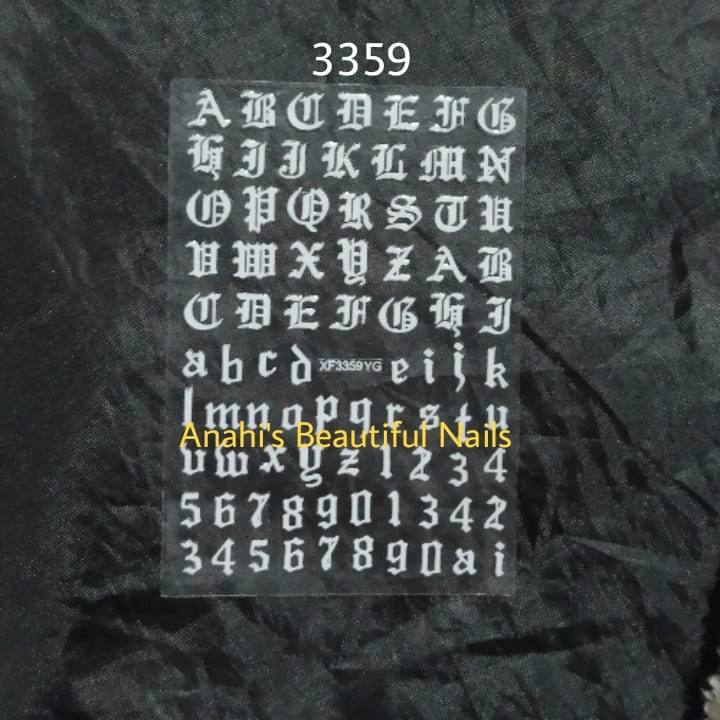 3359
A B C D E F G
H I J K L M N
O P Q R S T U
V W X Y Z A B
C D E F G H I
a b c d XF3359YG e i j k
l m n o p q r s t u
Anahi's Beautiful Nails
v w x y z 1 2 3 4
5 6 7 8 9 0 1 3 4 2
3 4 5 6 7 8 9 0 a i